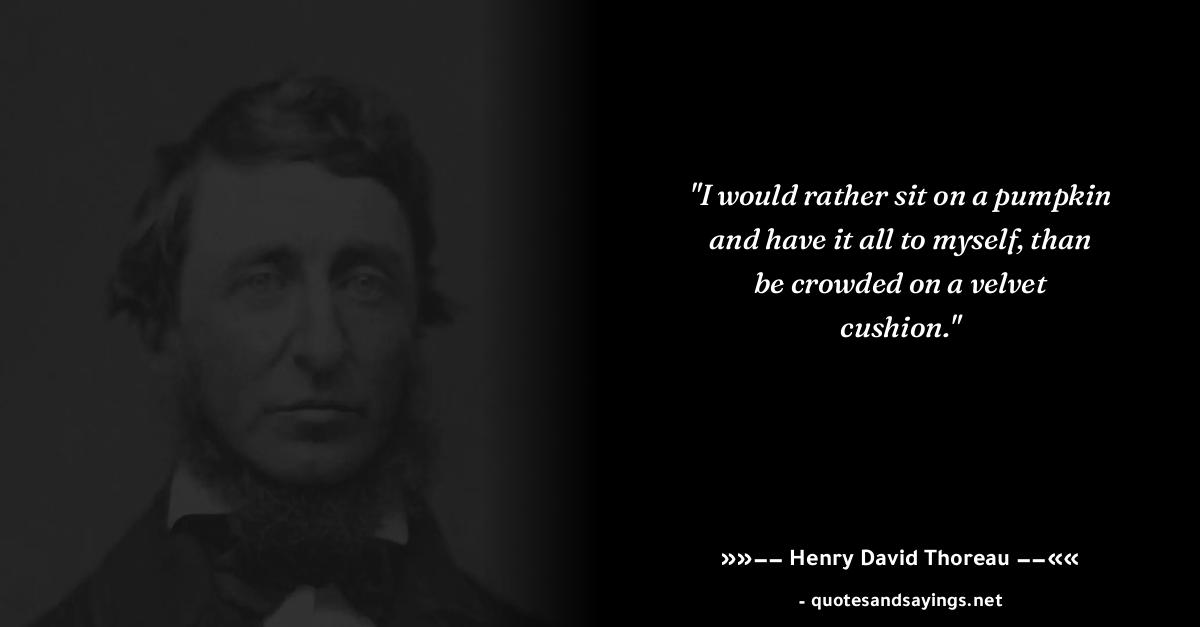 "I would rather sit on a pumpkin
and have it all to myself, than
be crowded on a velvet
cushion."
»»−− Henry David Thoreau −−««
- quotesandsayings.net